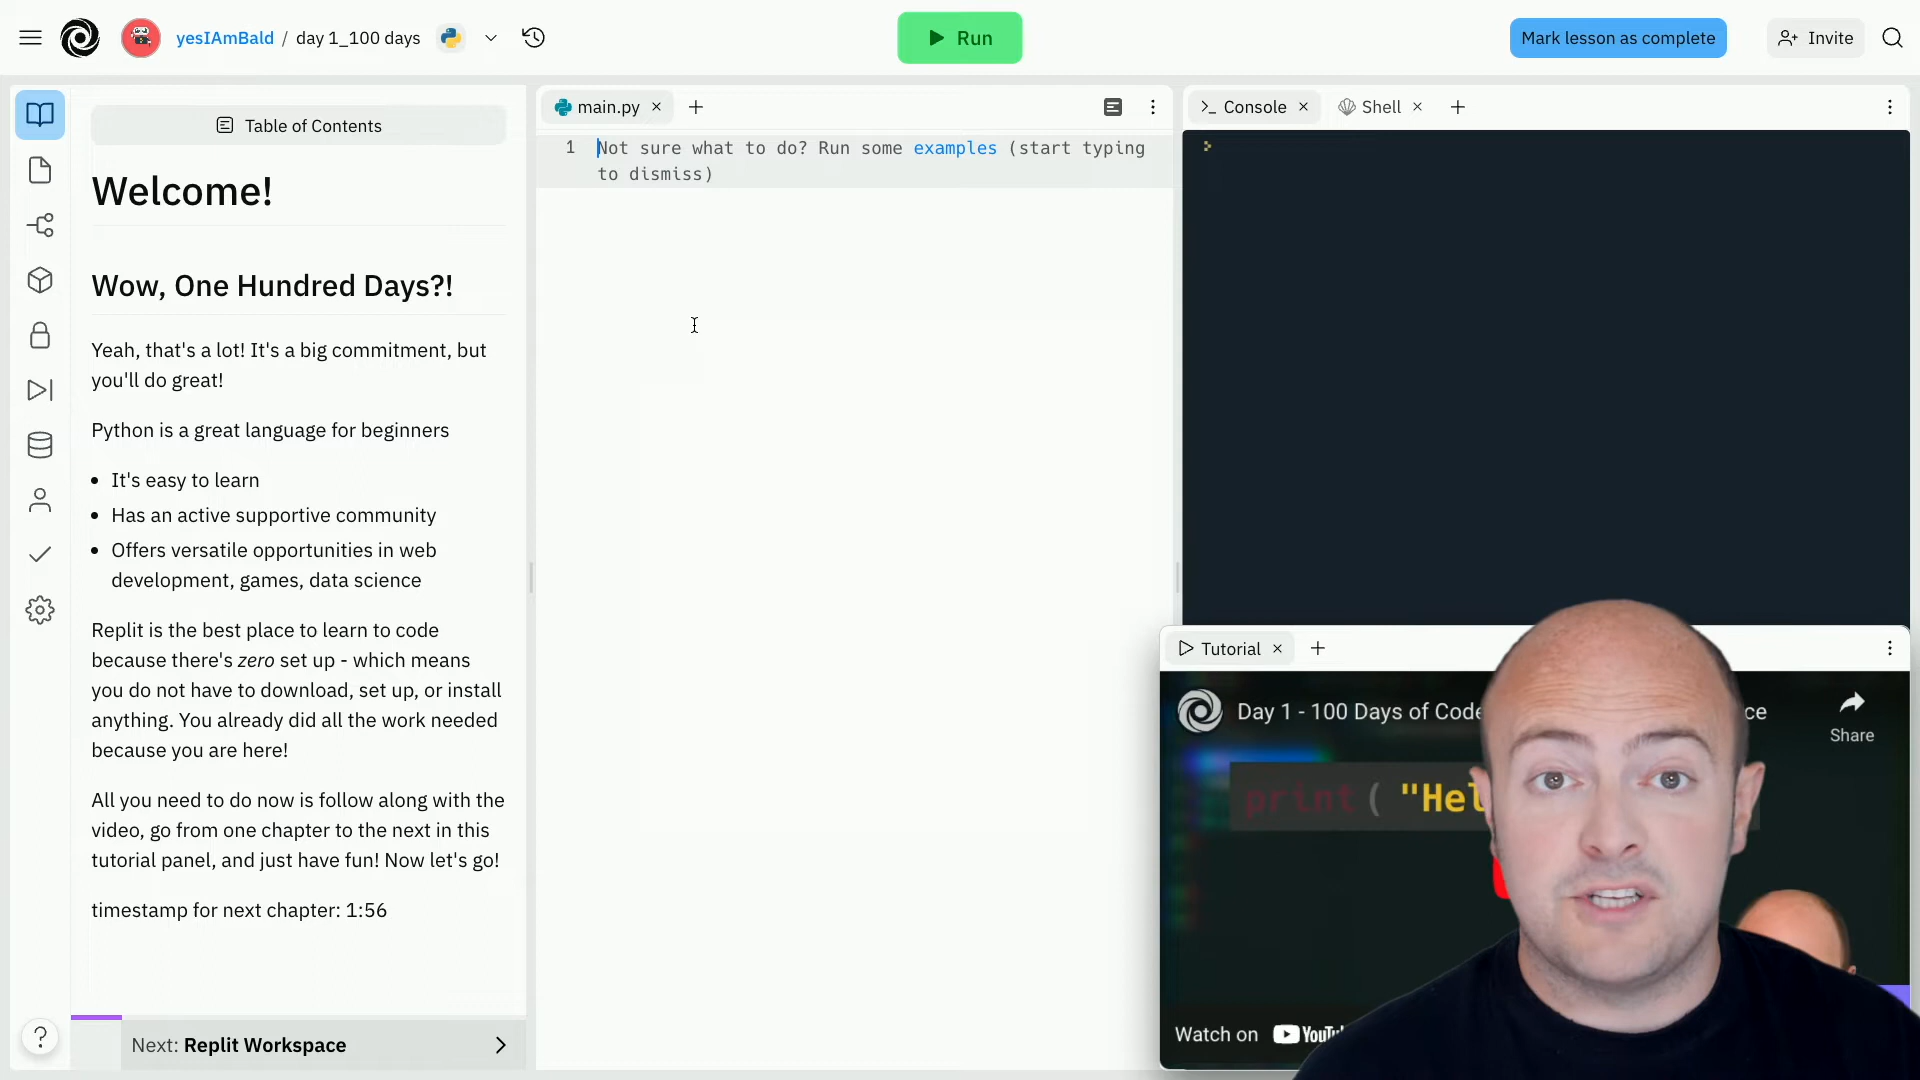 yesIAmBald / day 1_100 days
Run
Mark lesson as complete
Invite
Table of Contents
Welcome!
Wow, One Hundred Days?!
Yeah, that's a lot! It's a big commitment, but
you'll do great!
Python is a great language for beginners
It's easy to learn
Has an active supportive community
Offers versatile opportunities in web
development, games, data science
Replit is the best place to learn to code
because there's zero set up - which means
you do not have to download, set up, or install
anything. You already did all the work needed
because you are here!
All you need to do now is follow along with the
video, go from one chapter to the next in this
tutorial panel, and just have fun! Now let's go!
timestamp for next chapter: 1:56
Next: Replit Workspace
main.py
1 Not sure what to do? Run some examples (start typing
to dismiss)
Console
Shell
Tutorial
Day 1 - 100 Days of Code
Share
print( "Hel
Watch on